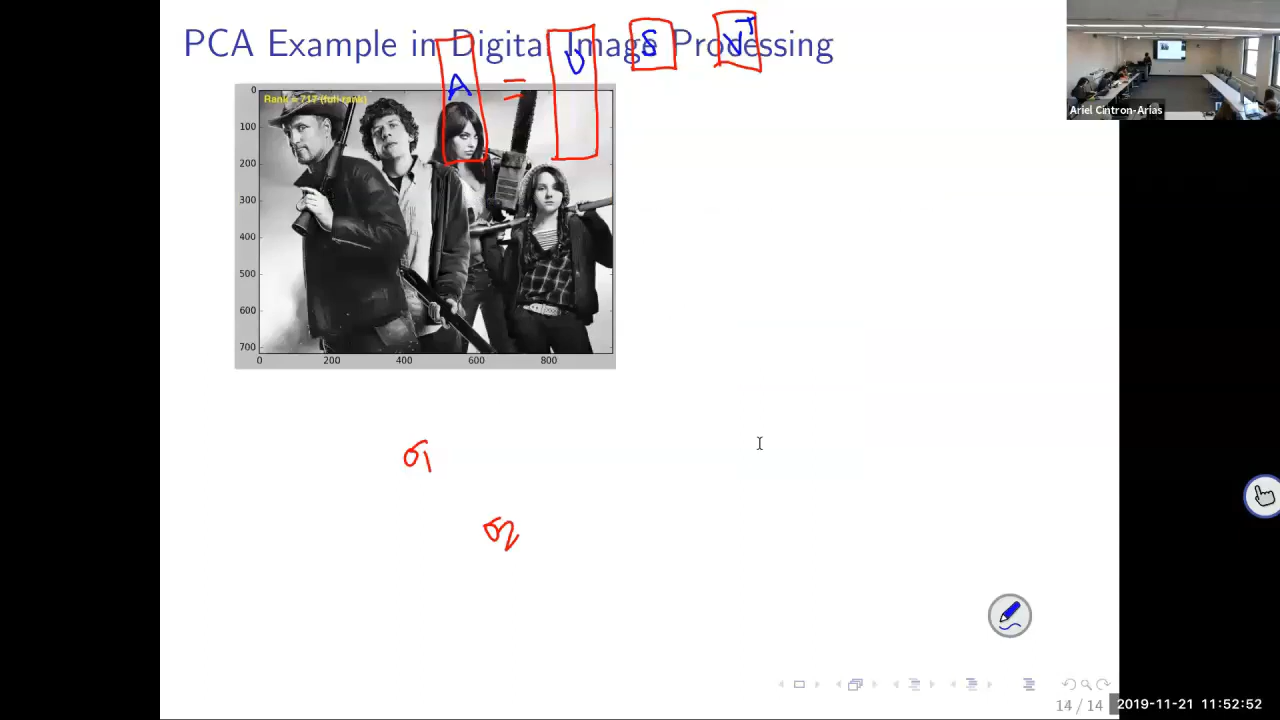 PCA Example in Digital Image Processing
A = U S V^T
Ariel Cintron-Arias
Rank = 717 (full-rank)
0
100
200
300
400
500
600
700
0 200 400 600 800
σ1
σ2
14 / 14
2019-11-21 11:52:52